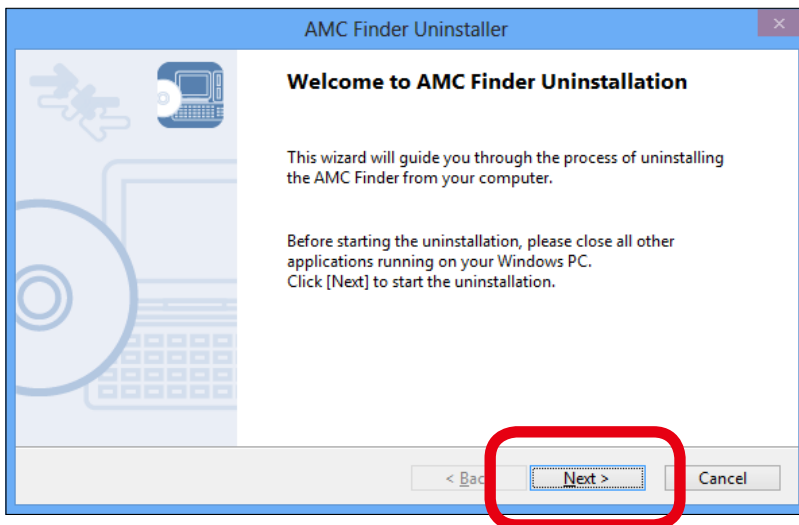 AMC Finder Uninstaller
Welcome to AMC Finder Uninstallation
This wizard will guide you through the process of uninstalling
the AMC Finder from your computer.
Before starting the uninstallation, please close all other
applications running on your Windows PC.
Click [Next] to start the uninstallation.
< Bac
Next >
Cancel